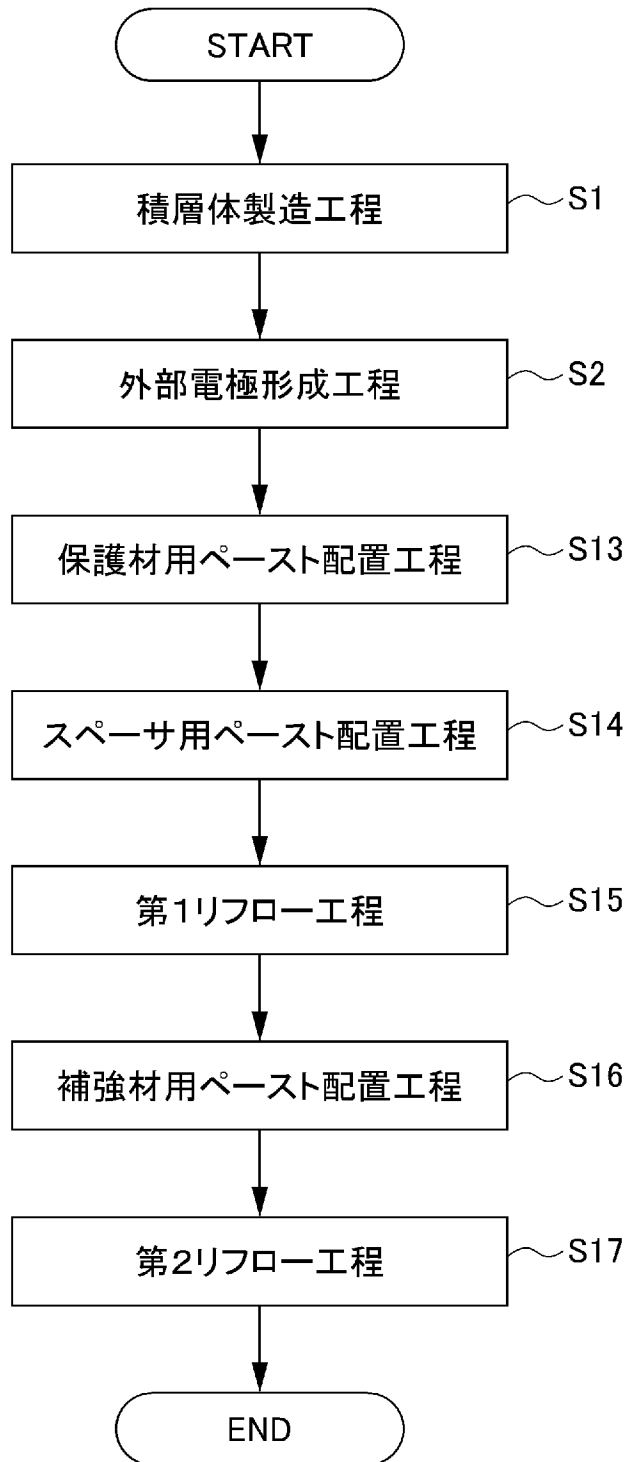 START
積層体製造工程
S1
外部電極形成工程
S2
保護材用ペースト配置工程
S13
スペーサ用ペースト配置工程
S14
第1リフロー工程
S15
補強材用ペースト配置工程
S16
第2リフロー工程
S17
END